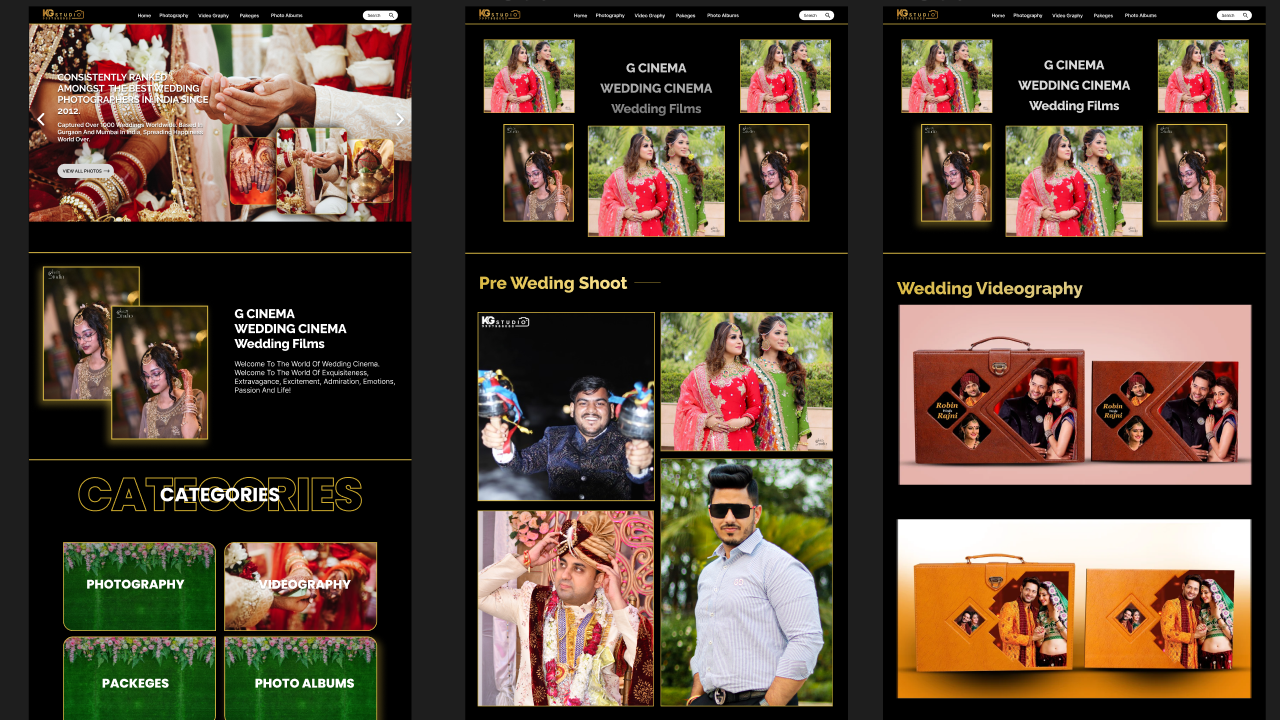 KG STUDIO
PHOTOGRAPHY
Home Photography Video Graphy Pakeges Photo Albums
Search
CONSISTENTLY RANKED
AMONGST THE BEST WEDDING
PHOTOGRAPHERS IN INDIA SINCE
2012.
Captured Over 1000 Weddings Worldwide. Based In
Gurgaon And Mumbai In India, Spreading Happiness
World Over.
VIEW ALL PHOTOS
G CINEMA
WEDDING CINEMA
Wedding Films
Welcome To The World Of Wedding Cinema.
Welcome To The World Of Exquisiteness,
Extravagance, Excitement, Admiration, Emotions,
Passion And Life!
CATEGORIES
CATEGORIES
PHOTOGRAPHY
VIDEOGRAPHY
PACKEGES
PHOTO ALBUMS
KG STUDIO
Home Photography Video Graphy Pakeges Photo Albums
Search
G CINEMA
WEDDING CINEMA
Wedding Films
Pre Weding Shoot
KG STUDIO
KG STUDIO
Home Photography Video Graphy Pakeges Photo Albums
Search
G CINEMA
WEDDING CINEMA
Wedding Films
Wedding Videography
Robin
Rajni
Robin
Rajni